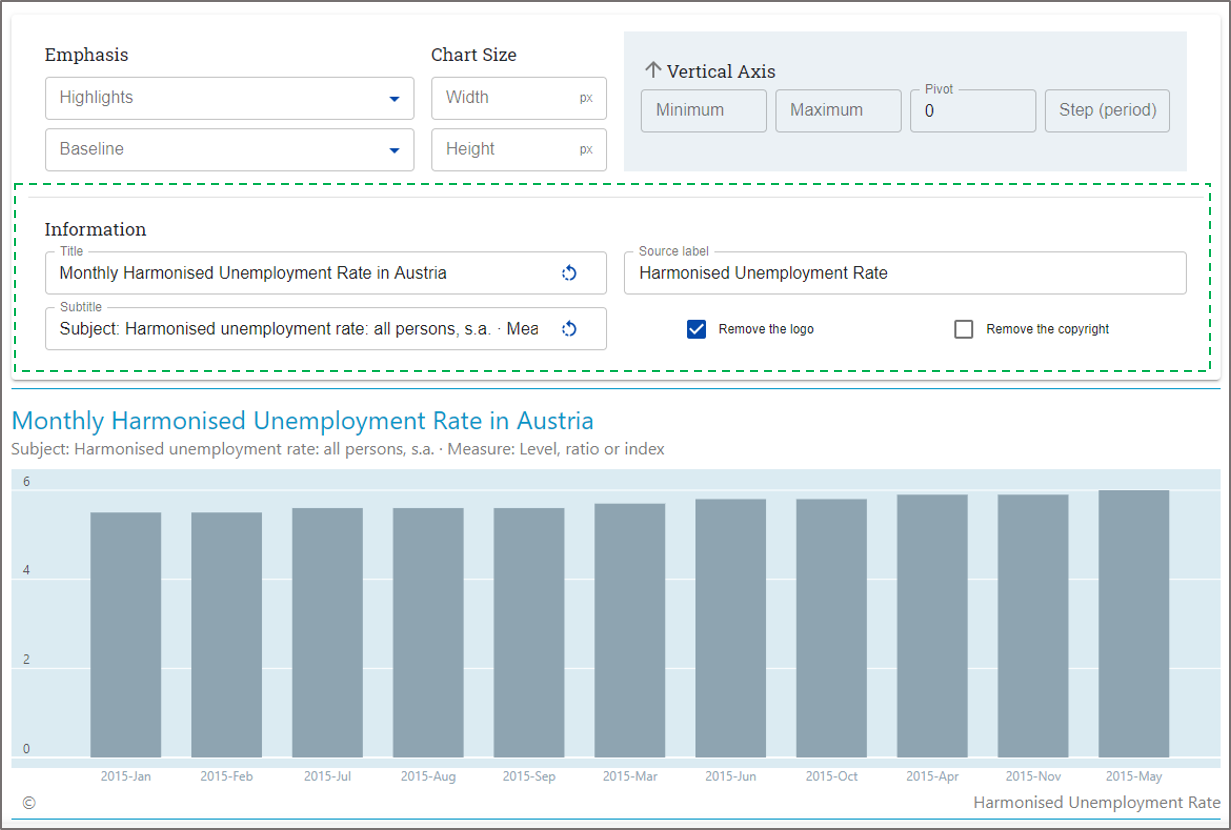 Emphasis
Highlights
Baseline
Chart Size
Width px
Height px
Vertical Axis
Minimum
Maximum
Pivot
0
Step (period)
Information
Title
Monthly Harmonised Unemployment Rate in Austria
Subtitle
Subject: Harmonised unemployment rate: all persons, s.a. · Mea
Source label
Harmonised Unemployment Rate
Remove the logo
Remove the copyright
Monthly Harmonised Unemployment Rate in Austria
Subject: Harmonised unemployment rate: all persons, s.a. · Measure: Level, ratio or index
6
4
2
0
2015-Jan 2015-Feb 2015-Jul 2015-Aug 2015-Sep 2015-Mar 2015-Jun 2015-Oct 2015-Apr 2015-Nov 2015-May
© Harmonised Unemployment Rate